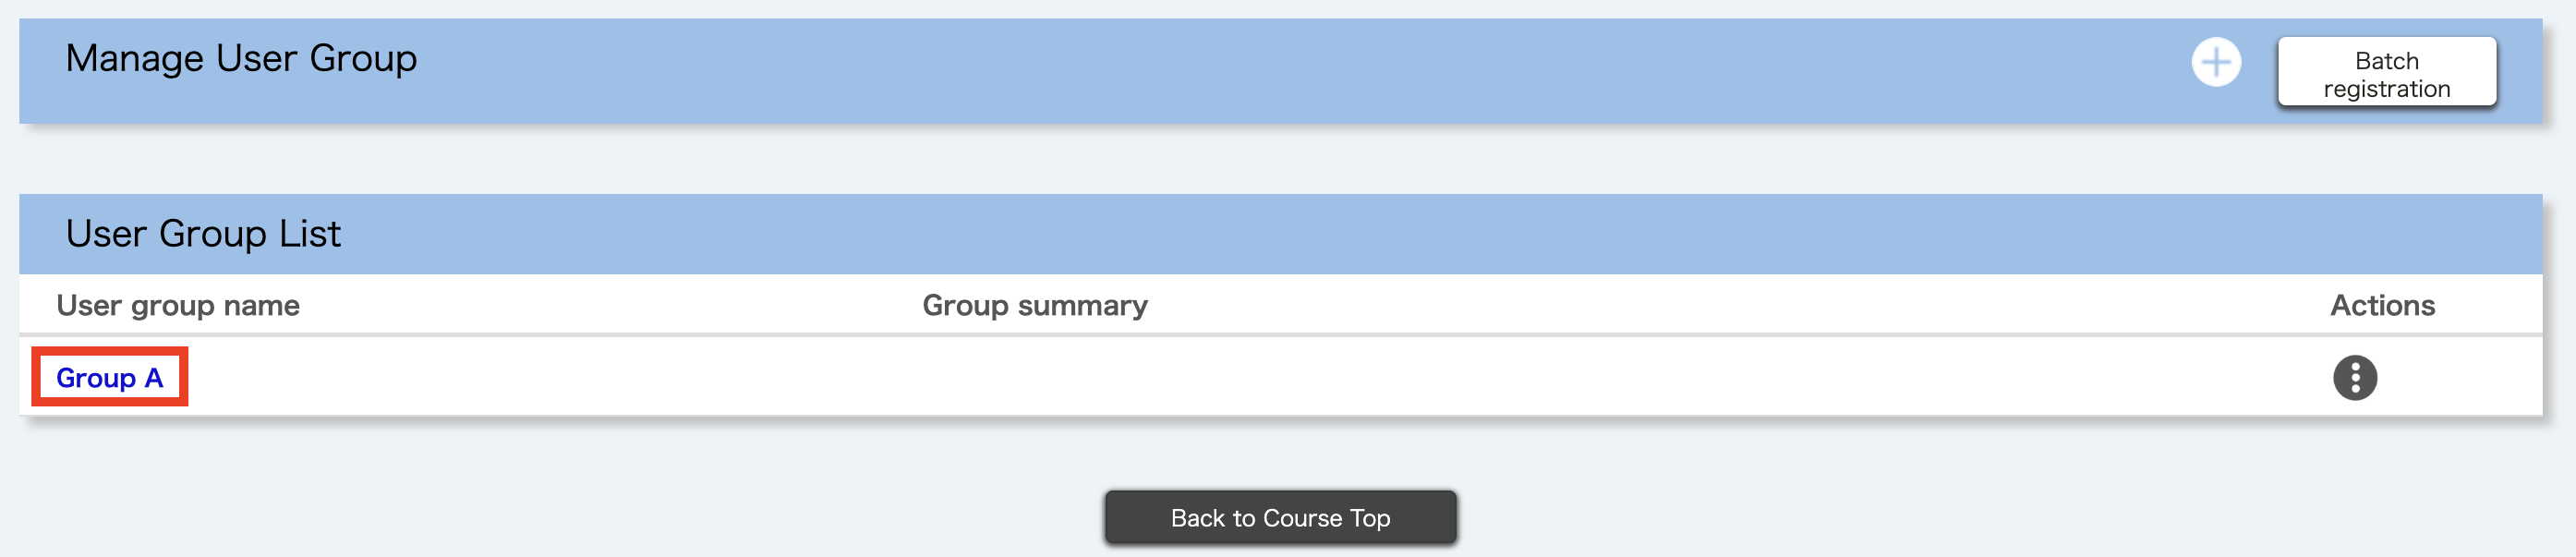 Manage User Group
Batch
registration
User Group List
User group name
Group summary
Actions
Group A
Back to Course Top